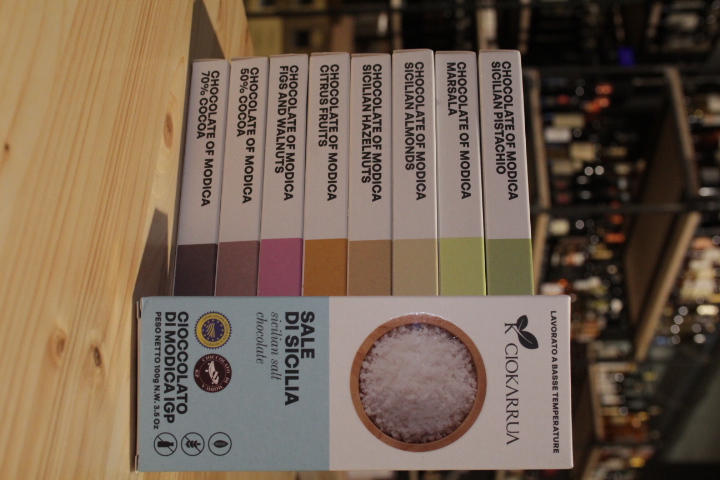 CHOCOLATE OF MODICA
SICILIAN PISTACHIO
CHOCOLATE OF MODICA
MARSALA
CHOCOLATE OF MODICA
SICILIAN ALMONDS
CHOCOLATE OF MODICA
SICILIAN HAZELNUTS
CHOCOLATE OF MODICA
CITRUS FRUITS
CHOCOLATE OF MODICA
FIGS AND WALNUTS
CHOCOLATE OF MODICA
50% COCOA
CHOCOLATE OF MODICA
70% COCOA
LAVORATO A BASSE TEMPERATURE
CIOKARRUA
SALE
DI SICILIA
sicilian salt
chocolate
CIOCCOLATO
DI MODICA IGP
PESO NETTO 100g N.W. 3.5 Oz